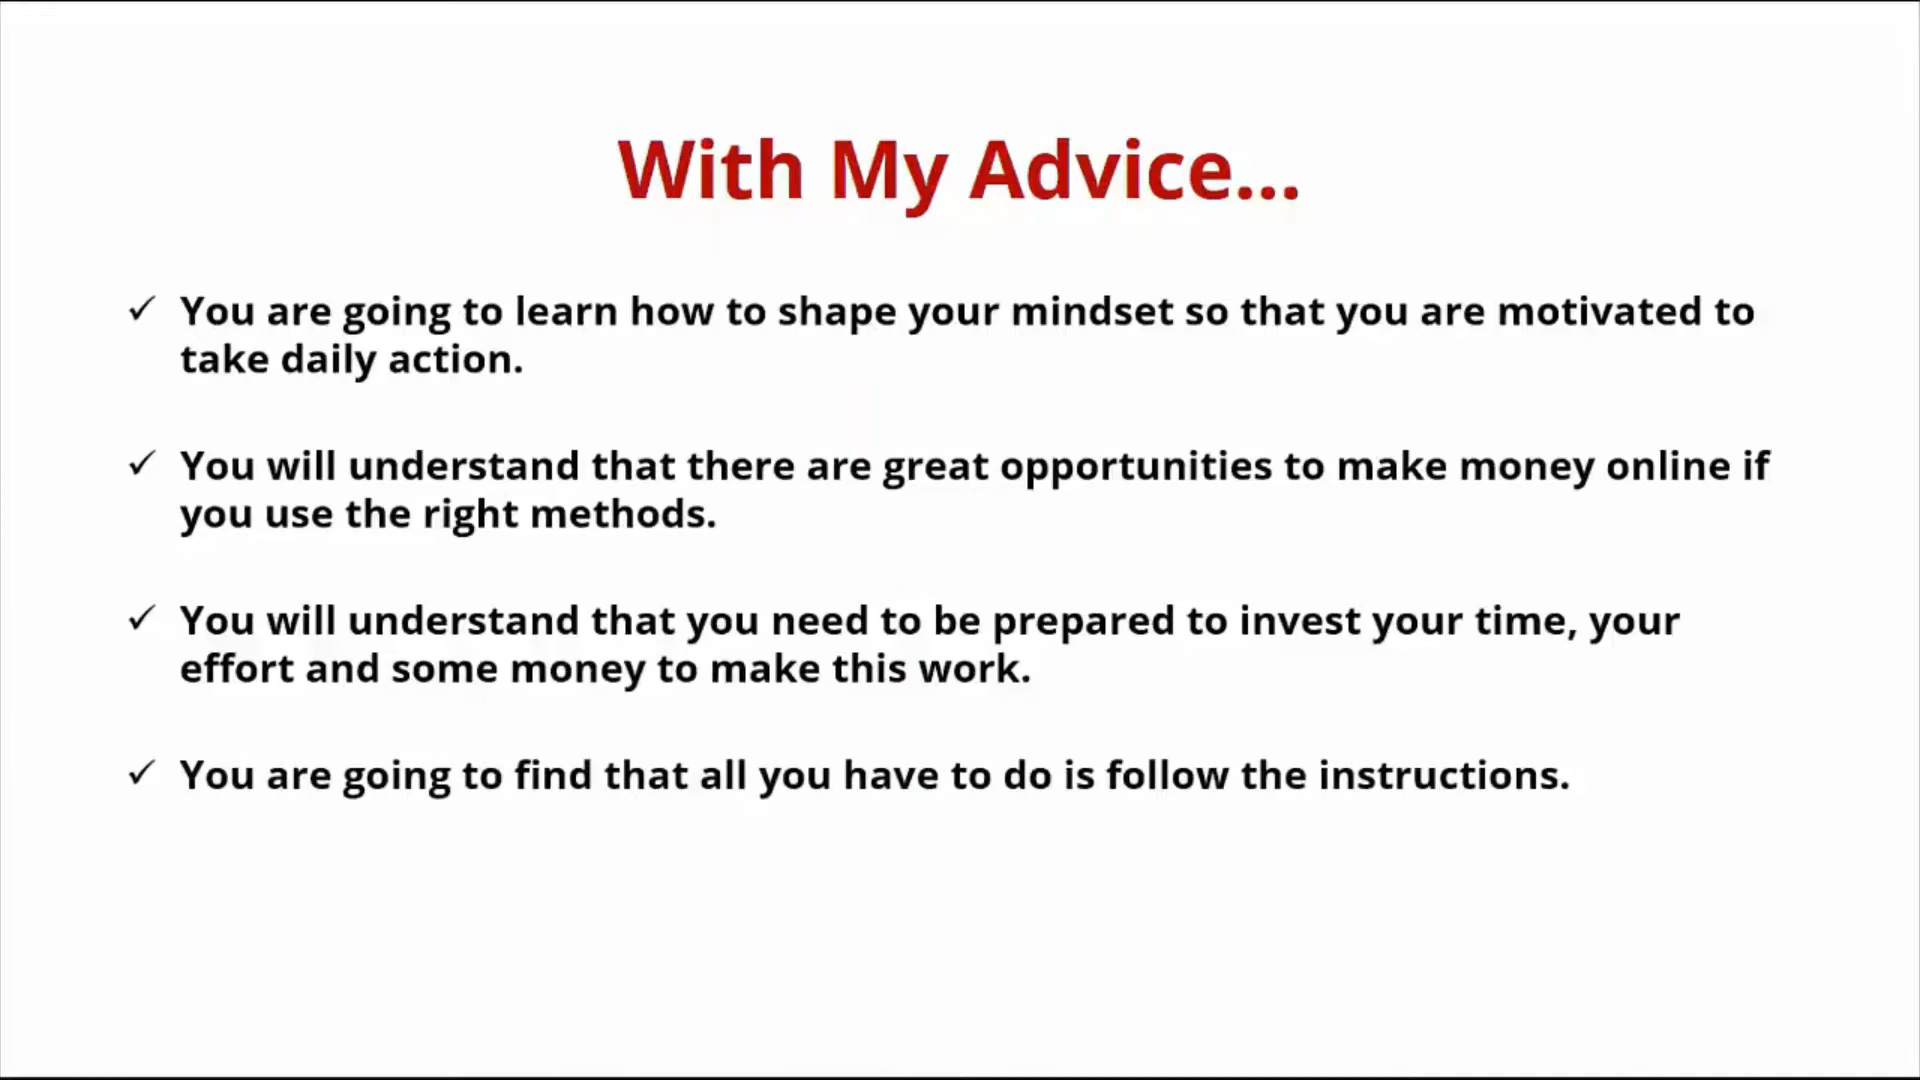 With My Advice...
✓ You are going to learn how to shape your mindset so that you are motivated to
take daily action.
✓ You will understand that there are great opportunities to make money online if
you use the right methods.
✓ You will understand that you need to be prepared to invest your time, your
effort and some money to make this work.
✓ You are going to find that all you have to do is follow the instructions.